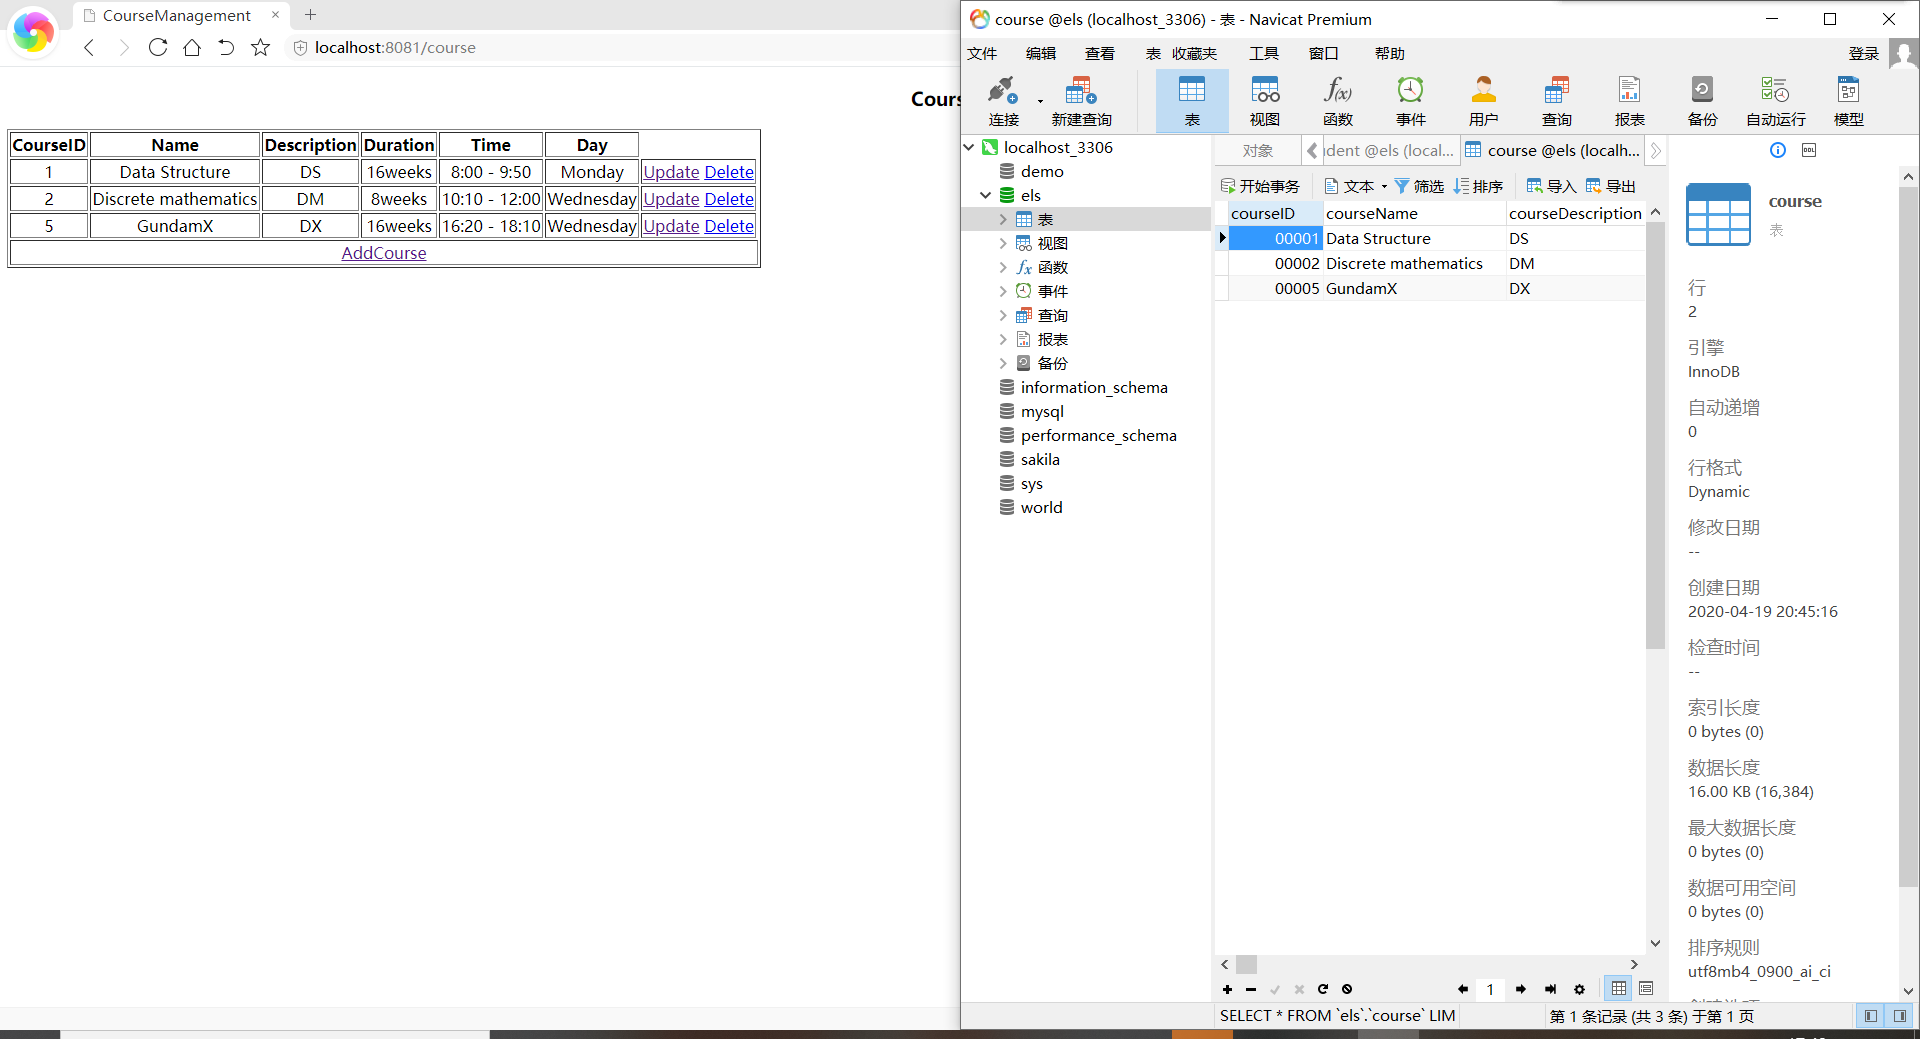 CourseManagement
localhost:8081/course
Cours
CourseID Name Description Duration Time Day
1 Data Structure DS 16weeks 8:00 - 9:50 Monday Update Delete
2 Discrete mathematics DM 8weeks 10:10 - 12:00 Wednesday Update Delete
5 GundamX DX 16weeks 16:20 - 18:10 Wednesday Update Delete
AddCourse
course @els (localhost_3306) - 表 - Navicat Premium
文件 编辑 查看 表 收藏夹 工具 窗口 帮助 登录
连接 新建查询 表 视图 函数 事件 用户 查询 报表 备份 自动运行 模型
localhost_3306
demo
els
表
视图
函数
事件
查询
报表
备份
information_schema
mysql
performance_schema
sakila
sys
world
对象 ident @els (local... course @els (localh...
开始事务 文本 筛选 排序 导入 导出
courseID courseName courseDescription
00001 Data Structure DS
00002 Discrete mathematics DM
00005 GundamX DX
1
SELECT * FROM `els`.`course` LIM
第 1 条记录 (共 3 条) 于第 1 页
DDL
course
表
行
2
引擎
InnoDB
自动递增
0
行格式
Dynamic
修改日期
--
创建日期
2020-04-19 20:45:16
检查时间
--
索引长度
0 bytes (0)
数据长度
16.00 KB (16,384)
最大数据长度
0 bytes (0)
数据可用空间
0 bytes (0)
排序规则
utf8mb4_0900_ai_ci